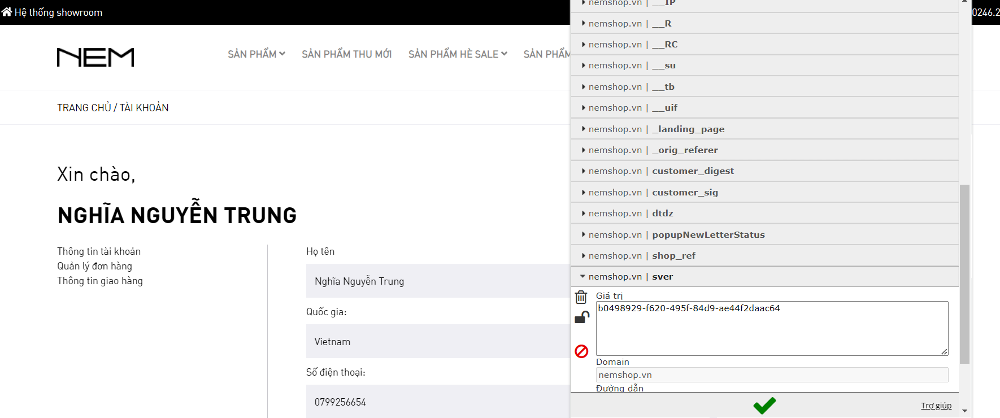 Hệ thống showroom
0246.2
NEM
SẢN PHẨM
SẢN PHẨM THU MỚI
SẢN PHẨM HÈ SALE
SẢN PHẨM
TRANG CHỦ / TÀI KHOẢN
Xin chào,
NGHĨA NGUYỄN TRUNG
Thông tin tài khoản
Quản lý đơn hàng
Thông tin giao hàng
Họ tên
Nghĩa Nguyễn Trung
Quốc gia:
Vietnam
Số điện thoại:
0799256654
nemshop.vn | __IP
nemshop.vn | __R
nemshop.vn | __RC
nemshop.vn | __su
nemshop.vn | __tb
nemshop.vn | __uif
nemshop.vn | _landing_page
nemshop.vn | _orig_referer
nemshop.vn | customer_digest
nemshop.vn | customer_sig
nemshop.vn | dtdz
nemshop.vn | popupNewLetterStatus
nemshop.vn | shop_ref
nemshop.vn | sver
Giá trị
b0498929-f620-495f-84d9-ae44f2daac64
Domain
nemshop.vn
Đường dẫn
Trợ giúp